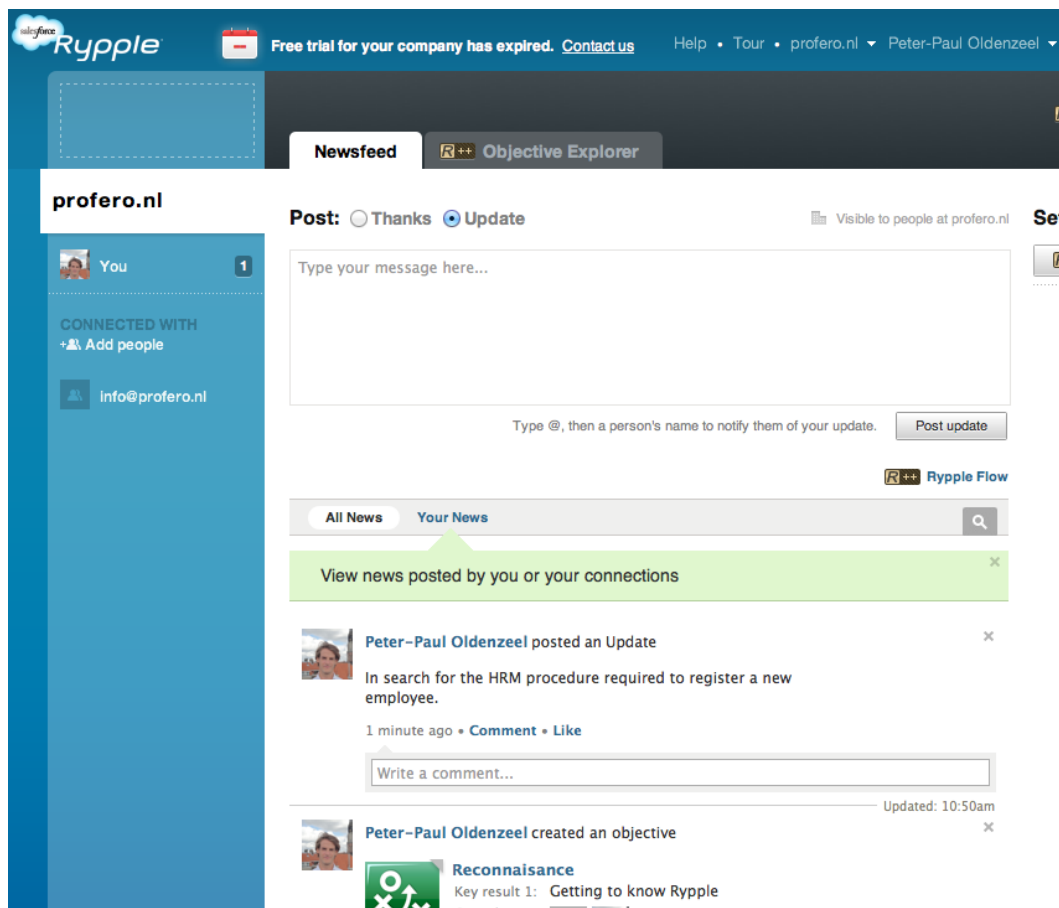 salesforce
Rypple
Free trial for your company has expired. Contact us
Help • Tour • profero.nl Peter-Paul Oldenzeel
Newsfeed
R++ Objective Explorer
profero.nl
You 1
CONNECTED WITH
Add people
info@profero.nl
Post: Thanks Update
Visible to people at profero.nl
Type your message here...
Type @, then a person's name to notify them of your update. Post update
R++ Rypple Flow
All News Your News
View news posted by you or your connections
Peter-Paul Oldenzeel posted an Update
In search for the HRM procedure required to register a new
employee.
1 minute ago • Comment • Like
Write a comment...
Updated: 10:50am
Peter-Paul Oldenzeel created an objective
Reconnaisance
Key result 1: Getting to know Rypple